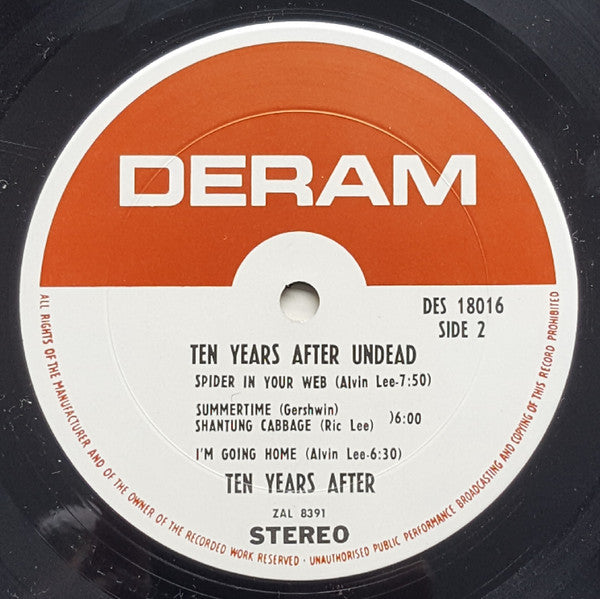 DERAM
DES 18016
SIDE 2
TEN YEARS AFTER UNDEAD
SPIDER IN YOUR WEB (Alvin Lee-7:50)
SUMMERTIME (Gershwin)
SHANTUNG CABBAGE (Ric Lee) )6:00
I'M GOING HOME (Alvin Lee-6:30)
TEN YEARS AFTER
ZAL 8391
STEREO
ALL RIGHTS OF THE MANUFACTURER AND OF THE OWNER OF THE RECORDED WORK RESERVED · UNAUTHORISED PUBLIC PERFORMANCE BROADCASTING AND COPYING OF THIS RECORD PROHIBITED